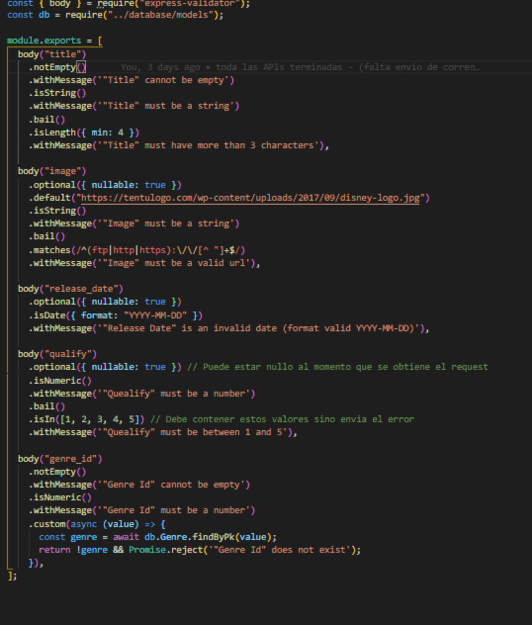 const { body } = require("express-validator");
const db = require("../database/models");
module.exports = [
  body("title")
    .notEmpty()      You, 3 days ago • toda las APIs terminadas - (falta envio de correo…
    .withMessage('"Title" cannot be empty')
    .isString()
    .withMessage('"Title" must be a string')
    .bail()
    .isLength({ min: 4 })
    .withMessage('"Title" must have more than 3 characters'),
  body("image")
    .optional({ nullable: true })
    .default("https://tentulogo.com/wp-content/uploads/2017/09/disney-logo.jpg")
    .isString()
    .withMessage('"Image" must be a string')
    .bail()
    .matches(/^(ftp|http|https):\/\/[^ "]+$/)
    .withMessage('"Image" must be a valid url'),
  body("release_date")
    .optional({ nullable: true })
    .isDate({ format: "YYYY-MM-DD" })
    .withMessage('"Release Date" is an invalid date (format valid YYYY-MM-DD)'),
  body("qualify")
    .optional({ nullable: true }) // Puede estar nullo al momento que se obtiene el request
    .isNumeric()
    .withMessage('"Quealify" must be a number')
    .bail()
    .isIn([1, 2, 3, 4, 5]) // Debe contener estos valores sino envia el error
    .withMessage('"Quealify" must be between 1 and 5'),
  body("genre_id")
    .notEmpty()
    .withMessage('"Genre Id" cannot be empty')
    .isNumeric()
    .withMessage('"Genre Id" must be a number')
    .custom(async (value) => {
      const genre = await db.Genre.findByPk(value);
      return !genre && Promise.reject('"Genre Id" does not exist');
    }),
];